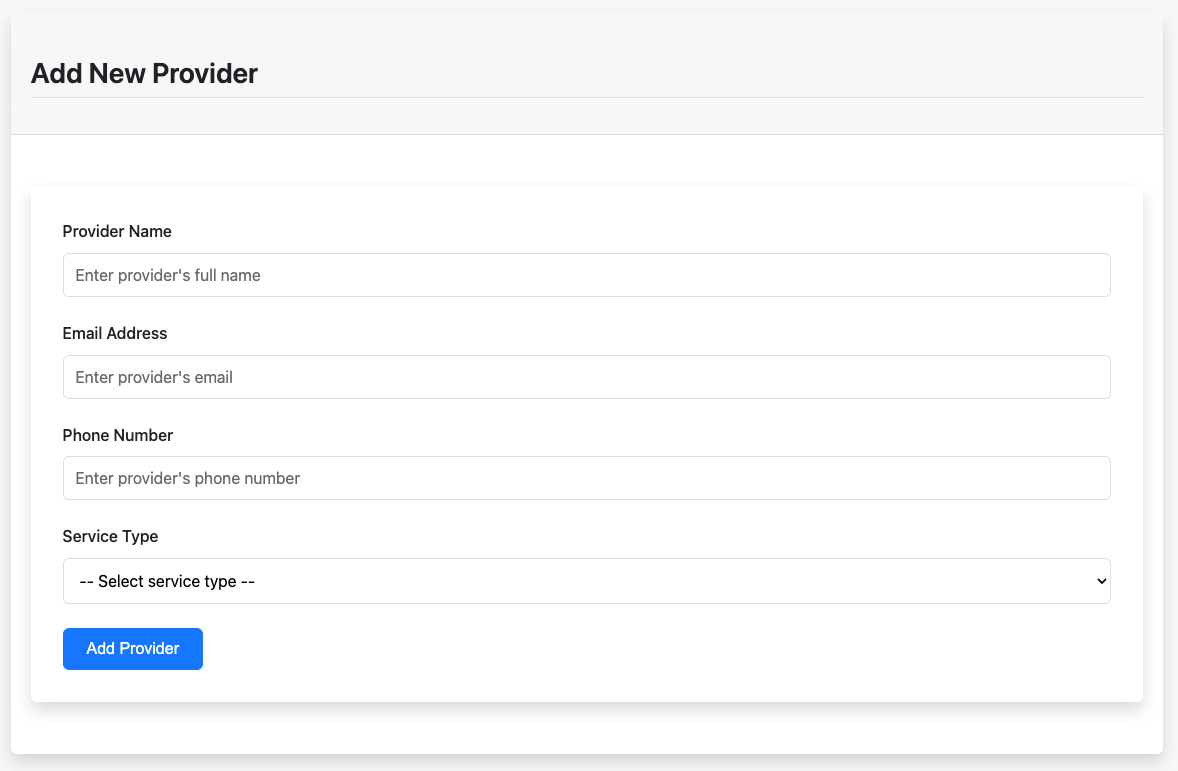 Add New Provider
Provider Name
Enter provider's full name
Email Address
Enter provider's email
Phone Number
Enter provider's phone number
Service Type
-- Select service type --
Add Provider